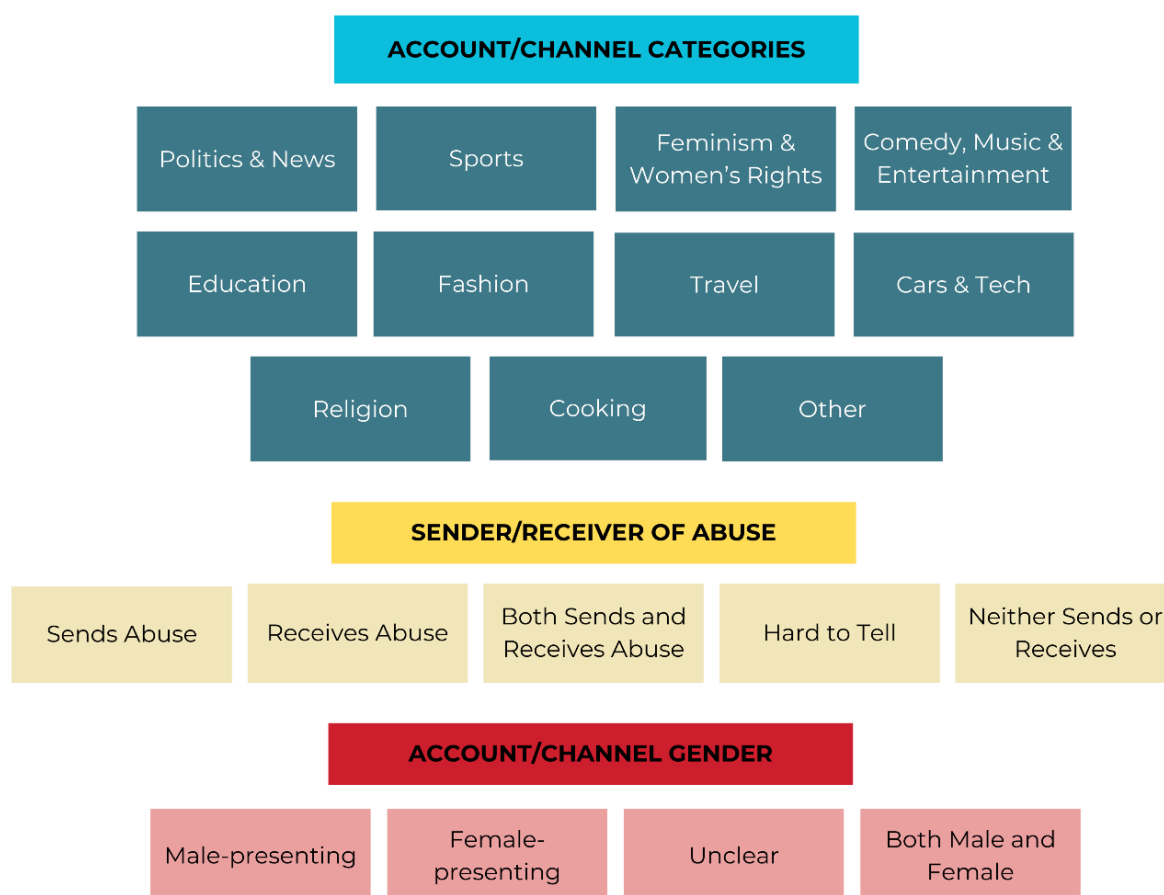 ACCOUNT/CHANNEL CATEGORIES
Politics & News
Sports
Feminism &
Women’s Rights
Comedy, Music &
Entertainment
Education
Fashion
Travel
Cars & Tech
Religion
Cooking
Other
SENDER/RECEIVER OF ABUSE
Sends Abuse
Receives Abuse
Both Sends and
Receives Abuse
Hard to Tell
Neither Sends or
Receives
ACCOUNT/CHANNEL GENDER
Male-presenting
Female-
presenting
Unclear
Both Male and
Female